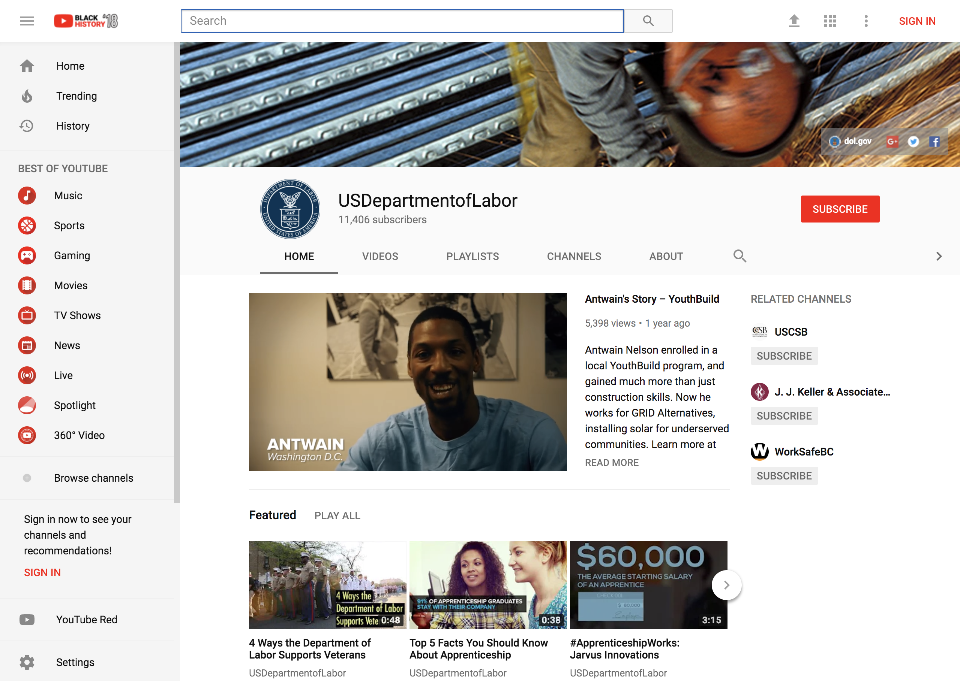 BLACK &
HISTORY '18
Search
SIGN IN
Home
Trending
History
BEST OF YOUTUBE
Music
Sports
Gaming
Movies
TV Shows
News
Live
Spotlight
360° Video
Browse channels
Sign in now to see your
channels and
recommendations!
SIGN IN
YouTube Red
Settings
dol.gov
G+
f
USDepartmentofLabor
11,406 subscribers
SUBSCRIBE
HOME
VIDEOS
PLAYLISTS
CHANNELS
ABOUT
ANTWAIN
Washington D.C.
Antwain's Story – YouthBuild
5,398 views • 1 year ago
Antwain Nelson enrolled in a
local YouthBuild program, and
gained much more than just
construction skills. Now he
works for GRID Alternatives,
installing solar for underserved
communities. Learn more at
READ MORE
RELATED CHANNELS
CSB
USCSB
SUBSCRIBE
K
J. J. Keller & Associate...
SUBSCRIBE
WorkSafeBC
SUBSCRIBE
Featured
PLAY ALL
4 Ways the
Department of Labor
Supports Vete
0:48
4 Ways the Department of
Labor Supports Veterans
USDepartmentofLabor
91% OF APPRENTICESHIP GRADUATES
STAY WITH THEIR COMPANY
0:38
Top 5 Facts You Should Know
About Apprenticeship
USDepartmentofLabor
$60,000
THE AVERAGE STARTING SALARY
OF AN APPRENTICE
3:15
#ApprenticeshipWorks:
Jarvus Innovations
USDepartmentofLabor